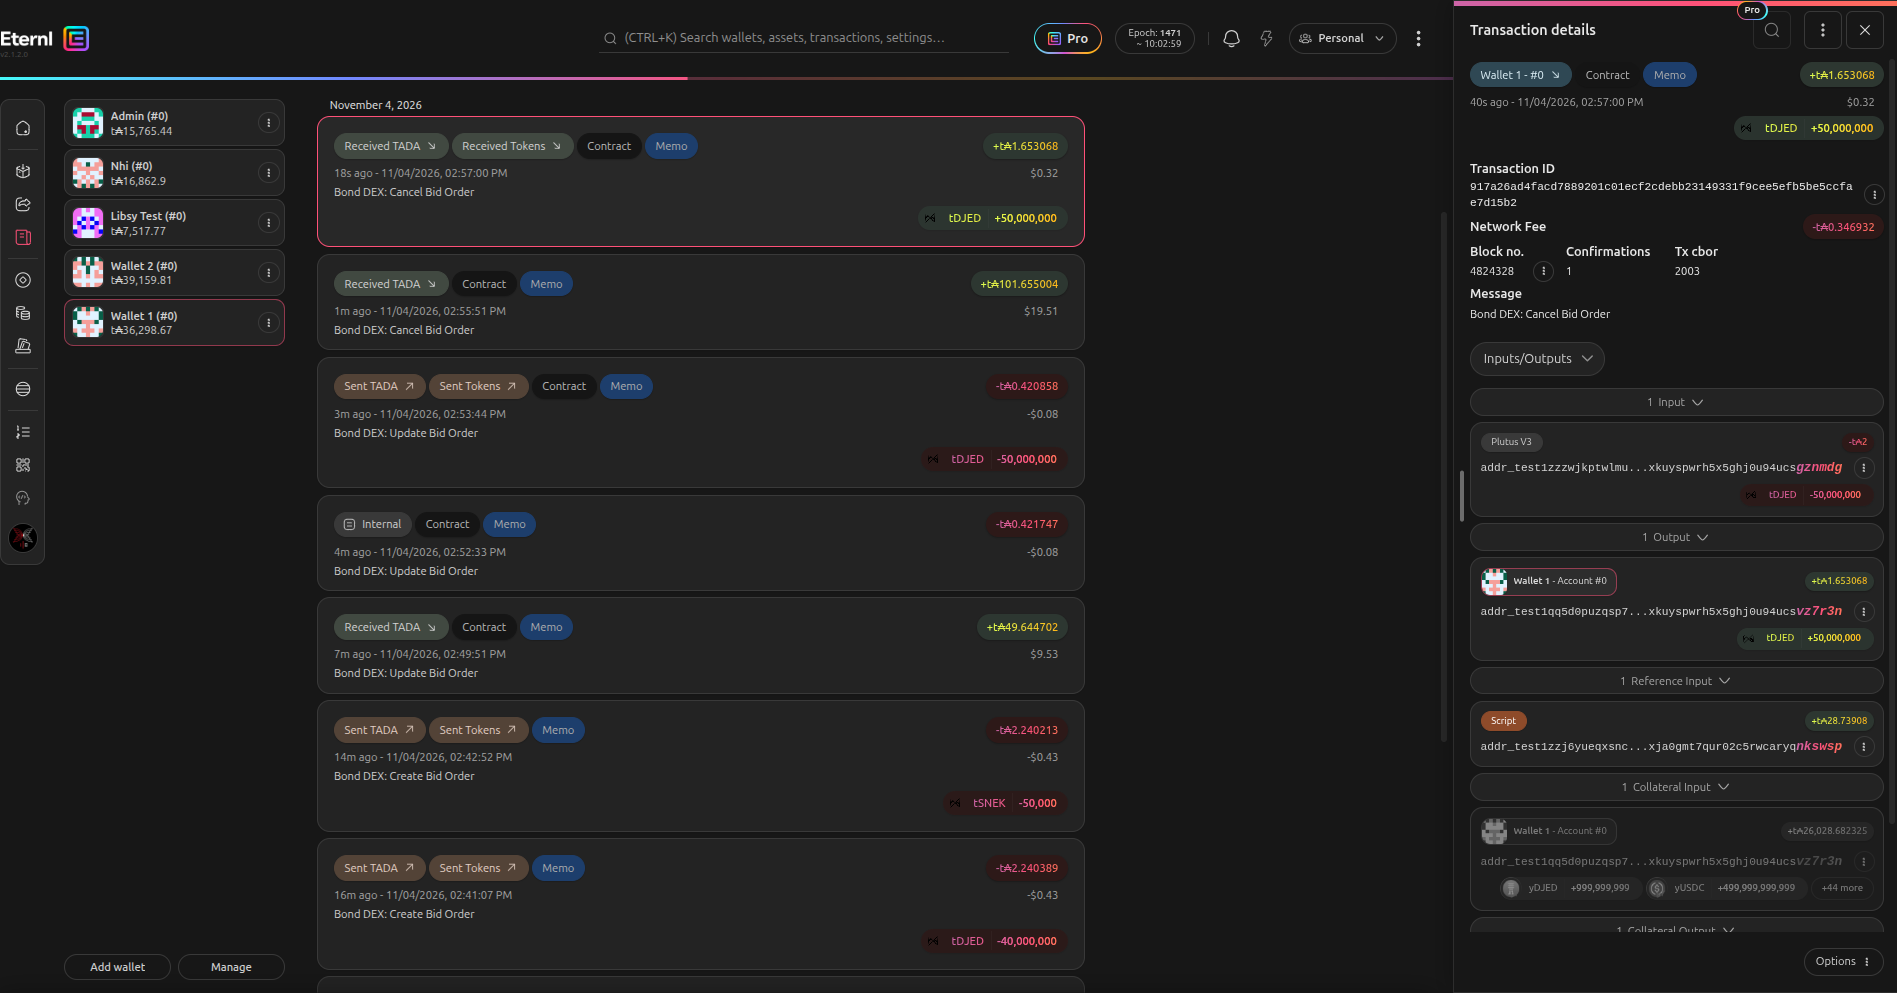 Eternl
(CTRL+K) Search wallets, assets, transactions, settings...
Pro
Epoch: 1471
~ 10:02:59
Personal
Admin (#0)
t₳15,765.44
Nhi (#0)
t₳16,862.9
Libsy Test (#0)
t₳7,517.77
Wallet 2 (#0)
t₳39,159.81
Wallet 1 (#0)
t₳36,298.67
Add wallet
Manage
November 4, 2026
Received TADA
Received Tokens
Contract
Memo
+t₳1.653068
18s ago - 11/04/2026, 02:57:00 PM
$0.32
Bond DEX: Cancel Bid Order
tDJED +50,000,000
Received TADA
Contract
Memo
+t₳101.655004
1m ago - 11/04/2026, 02:55:51 PM
$19.51
Bond DEX: Cancel Bid Order
Sent TADA
Sent Tokens
Contract
Memo
-t₳0.420858
3m ago - 11/04/2026, 02:53:44 PM
-$0.08
Bond DEX: Update Bid Order
tDJED -50,000,000
Internal
Contract
Memo
-t₳0.421747
4m ago - 11/04/2026, 02:52:33 PM
-$0.08
Bond DEX: Update Bid Order
Received TADA
Contract
Memo
+t₳49.644702
7m ago - 11/04/2026, 02:49:51 PM
$9.53
Bond DEX: Update Bid Order
Sent TADA
Sent Tokens
Memo
-t₳2.240213
14m ago - 11/04/2026, 02:42:52 PM
-$0.43
Bond DEX: Create Bid Order
tSNEK -50,000
Sent TADA
Sent Tokens
Memo
-t₳2.240389
16m ago - 11/04/2026, 02:41:07 PM
-$0.43
Bond DEX: Create Bid Order
tDJED -40,000,000
Pro
Transaction details
Wallet 1 - #0
Contract
Memo
+t₳1.653068
40s ago - 11/04/2026, 02:57:00 PM
$0.32
tDJED +50,000,000
Transaction ID
917a26ad4facd7889201c01ecf2cdebb23149331f9cee5efb5be5ccfa
e7d15b2
Network Fee
-t₳0.346932
Block no. Confirmations Tx cbor
4824328 1 2003
Message
Bond DEX: Cancel Bid Order
Inputs/Outputs
1 Input
Plutus V3
-t₳2
addr_test1zzzwjkptwlmu...xkuyspwrh5x5ghj0u94ucsgznmdg
tDJED -50,000,000
1 Output
Wallet 1 - Account #0
+t₳1.653068
addr_test1qq5d0puzqsp7...xkuyspwrh5x5ghj0u94ucsvz7r3n
tDJED +50,000,000
1 Reference Input
Script
+t₳28.73908
addr_test1zzj6yueqxsnc...xja0gmt7qur02c5rwcaryqnkswsp
1 Collateral Input
Wallet 1 - Account #0
+t₳26,028.682325
addr_test1qq5d0puzqsp7...xkuyspwrh5x5ghj0u94ucsvz7r3n
yDJED +999,999,999
yUSDC +499,999,999,999
+44 more
1 Collateral Output
Options